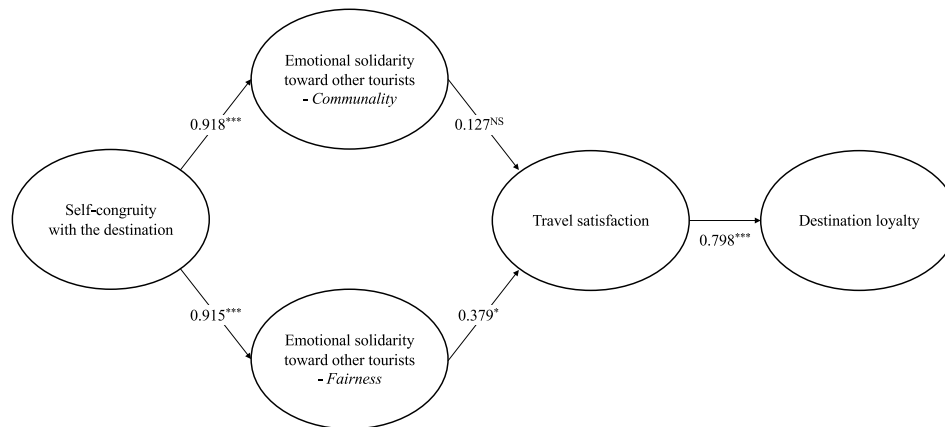 Emotional solidarity
toward other tourists
- Communality
0.918***
0.127NS
Self-congruity
with the destination
Travel satisfaction
Destination loyalty
0.798***
0.915***
0.379*
Emotional solidarity
toward other tourists
- Fairness